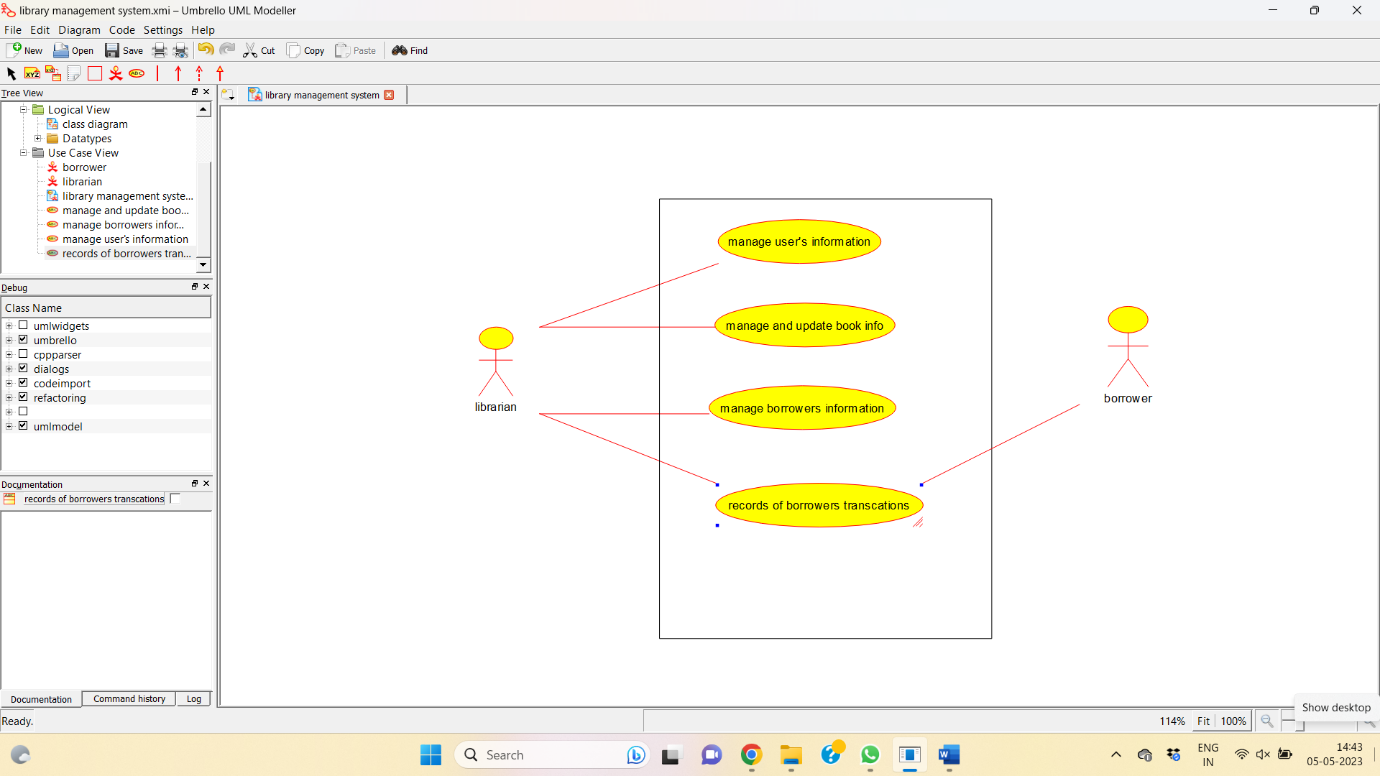 library management system.xmi – Umbrello UML Modeller
File Edit Diagram Code Settings Help
New Open Save Cut Copy Paste Find
XYZ ABC
Tree View
library management system
Logical View
class diagram
Datatypes
Use Case View
borrower
librarian
library management syste...
manage and update boo...
manage borrowers infor...
manage user's information
records of borrowers tran...
Debug
Class Name
umlwidgets
umbrello
cppparser
dialogs
codeimport
refactoring
umlmodel
Documentation
records of borrowers transcations
Documentation Command history Log
manage user's information
manage and update book info
manage borrowers information
records of borrowers transcations
librarian
borrower
Ready.
114% Fit 100%
Show desktop
Search
ENG
IN
14:43
05-05-2023